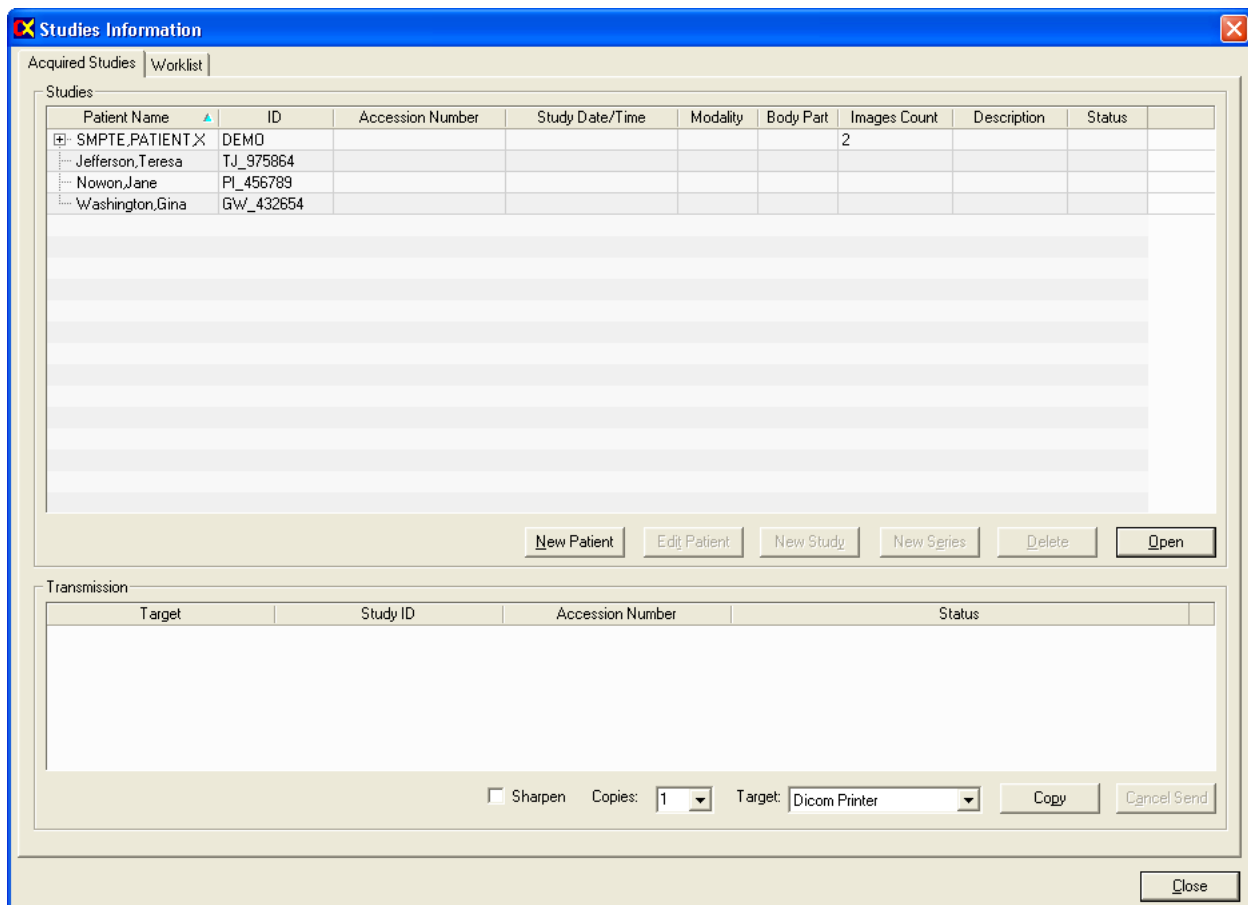 Studies Information
Acquired Studies Worklist
Studies
Patient Name ID Accession Number Study Date/Time Modality Body Part Images Count Description Status
SMPTE,PATIENT,X DEMO 2
Jefferson,Teresa TJ_975864
Nowon,Jane PI_456789
Washington,Gina GW_432654
New Patient Edit Patient New Study New Series Delete Open
Transmission
Target Study ID Accession Number Status
Sharpen Copies: 1 Target: Dicom Printer Copy Cancel Send
Close